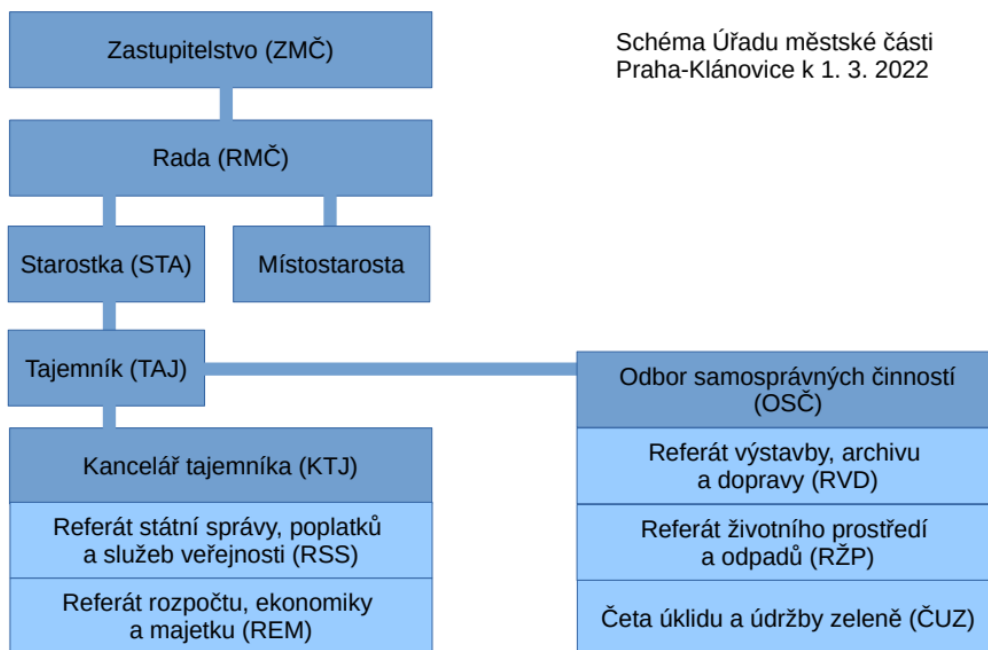 Zastupitelstvo (ZMČ)
Schéma Úřadu městské části
Praha-Klánovice k 1. 3. 2022
Rada (RMČ)
Starostka (STA)
Místostarosta
Tajemník (TAJ)
Kancelář tajemníka (KTJ)
Referát státní správy, poplatků
a služeb veřejnosti (RSS)
Referát rozpočtu, ekonomiky
a majetku (REM)
Odbor samosprávných činností
(OSČ)
Referát výstavby, archivu
a dopravy (RVD)
Referát životního prostředí
a odpadů (RŽP)
Četa úklidu a údržby zeleně (ČUZ)